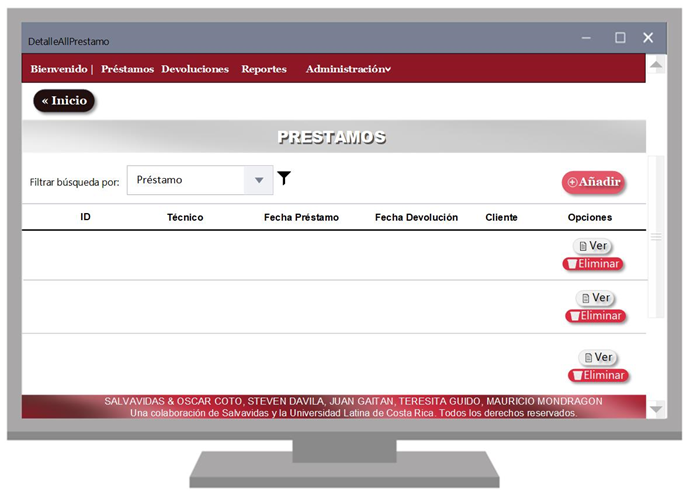 DetalleAllPrestamo
Bienvenido | Préstamos Devoluciones Reportes Administración
« Inicio
PRESTAMOS
Filtrar búsqueda por: Préstamo
Añadir
ID Técnico Fecha Préstamo Fecha Devolución Cliente Opciones
Ver
Eliminar
Ver
Eliminar
Ver
Eliminar
SALVAVIDAS & OSCAR COTO, STEVEN DAVILA, JUAN GAITAN, TERESITA GUIDO, MAURICIO MONDRAGON
Una colaboración de Salvavidas y la Universidad Latina de Costa Rica. Todos los derechos reservados.